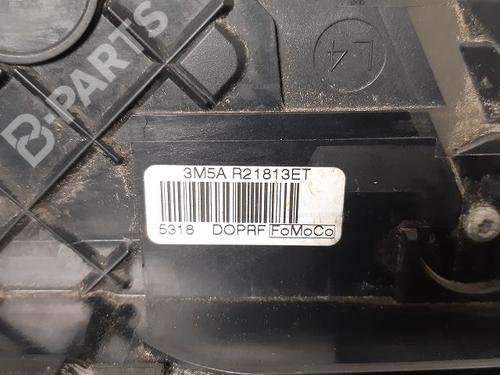 B-PARTS
L4
3M5A R21813ET
5318 DOPRF FoMoCo